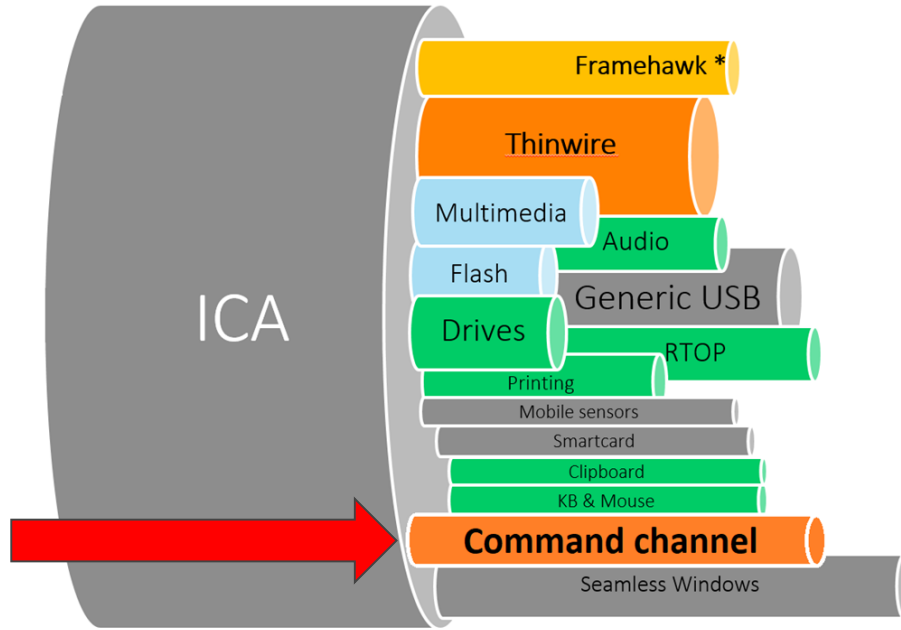 Framehawk *
Thinwire
Multimedia
Audio
Flash
Generic USB
ICA
Drives
RTOP
Printing
Mobile sensors
Smartcard
Clipboard
KB & Mouse
Command channel
Seamless Windows